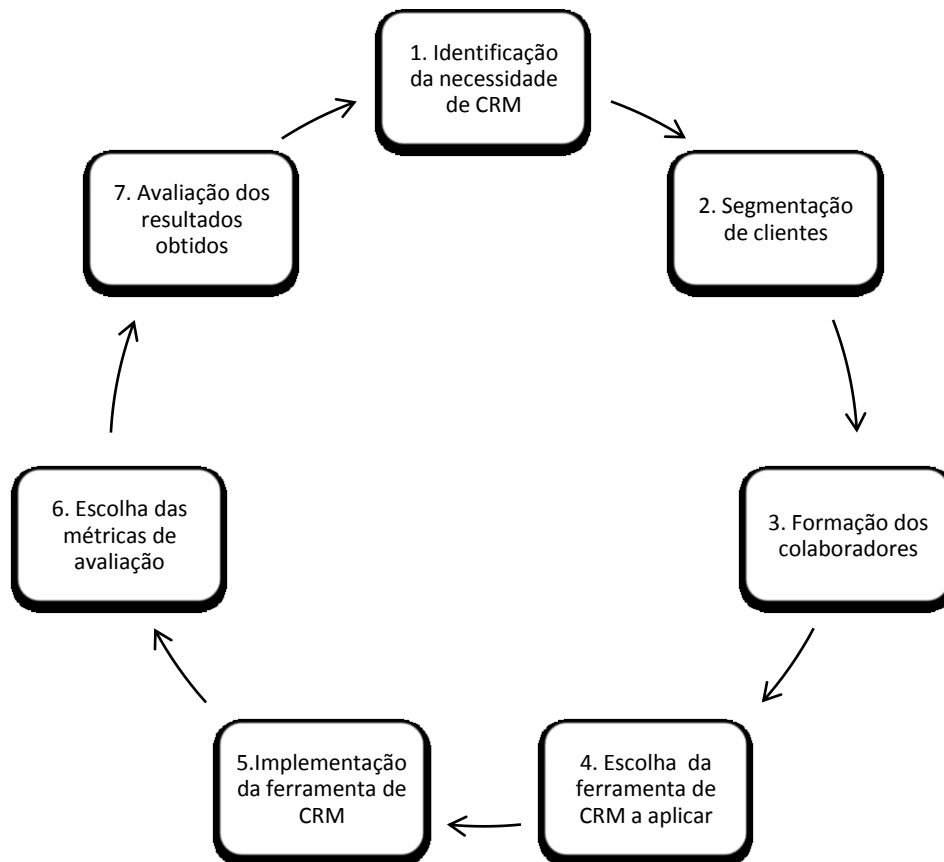 1. Identificação
da necessidade
de CRM
2. Segmentação
de clientes
3. Formação dos
colaboradores
4. Escolha  da
ferramenta de
CRM a aplicar
5.Implementação
da ferramenta de
CRM
6. Escolha das
métricas de
avaliação
7. Avaliação dos
resultados
obtidos